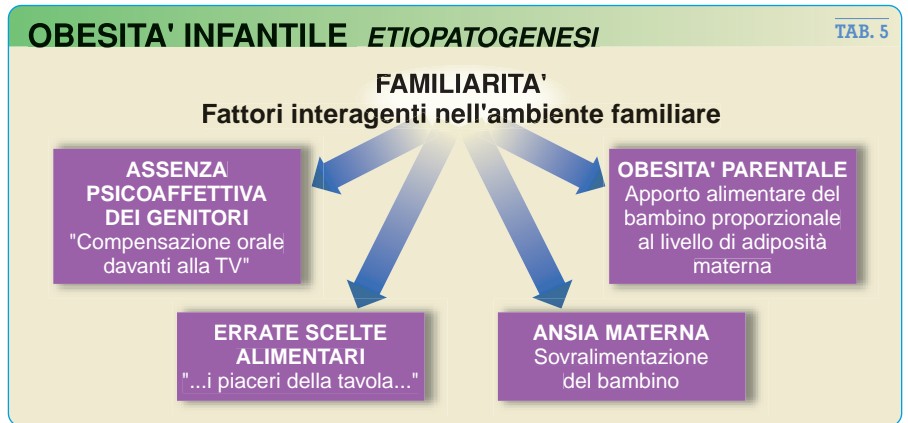 OBESITA' INFANTILE ETIOPATOGENESI
TAB. 5
FAMILIARITA'
Fattori interagenti nell'ambiente familiare
ASSENZA
PSICOAFFETTIVA
DEI GENITORI
"Compensazione orale
davanti alla TV"
OBESITA' PARENTALE
Apporto alimentare del
bambino proporzionale
al livello di adiposità
materna
ERRATE SCELTE
ALIMENTARI
"...i piaceri della tavola..."
ANSIA MATERNA
Sovralimentazione
del bambino